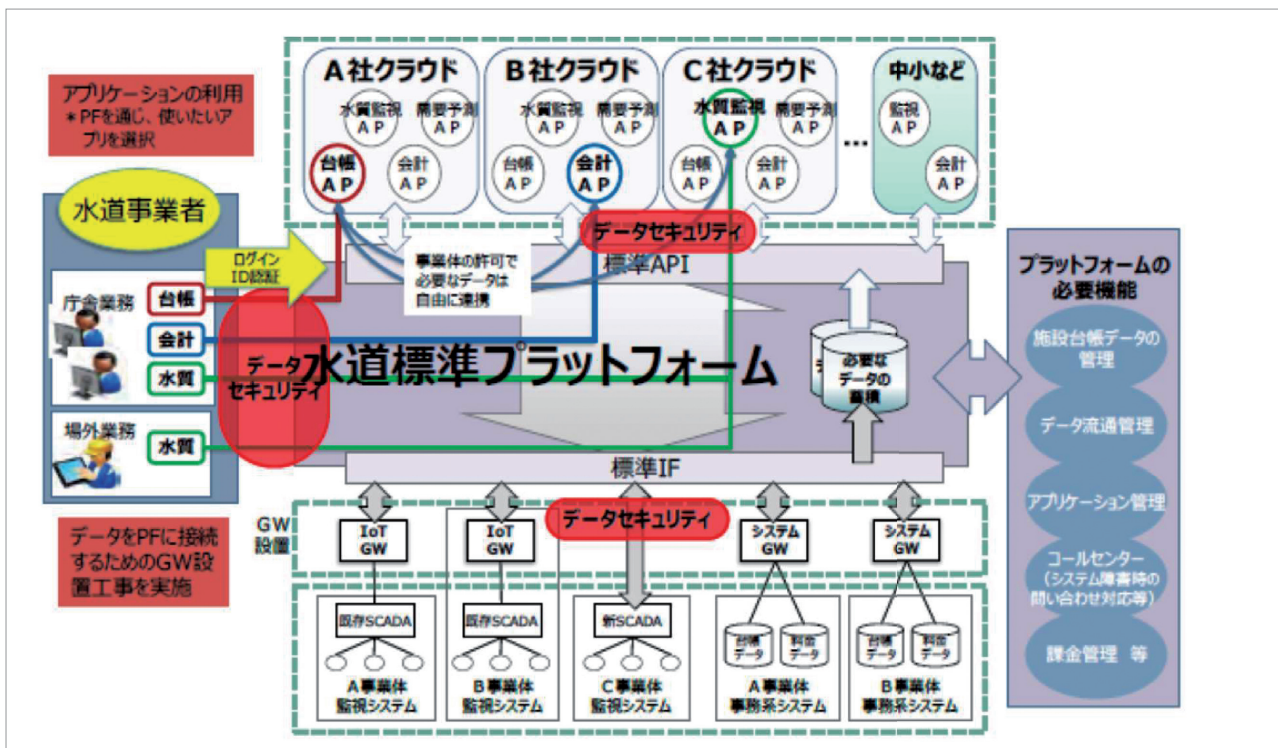 A社クラウド
水質監視
AP
需要予測
AP
台帳
AP
会計
AP
B社クラウド
水質監視
AP
需要予測
AP
台帳
AP
会計
AP
C社クラウド
水質監視
AP
需要予測
AP
台帳
AP
会計
AP
…
中小など
監視
AP
会計
AP
アプリケーションの利用
*PFを通じ、使いたいア
プリを選択
水道事業者
ログイン
ID認証
庁舎業務
台帳
会計
水質
場外業務
水質
データ
セキュリティ
データセキュリティ
標準API
事業体の許可で
必要なデータは
自由に連携
水道標準プラットフォーム
デ
必要な
データの
蓄積
標準IF
プラットフォームの
必要機能
施設台帳データの
管理
データ流通管理
アプリケーション管理
コールセンター
(システム障害時の
問い合わせ対応等)
課金管理 等
データをPFに接続
するためのGW設
置工事を実施
GW
設置
IoT
GW
IoT
GW
データセキュリティ
システム
GW
システム
GW
既存SCADA
A事業体
監視システム
既存SCADA
B事業体
監視システム
新SCADA
C事業体
監視システム
台帳
データ
料金
データ
A事業体
事務系システム
台帳
データ
料金
データ
B事業体
事務系システム